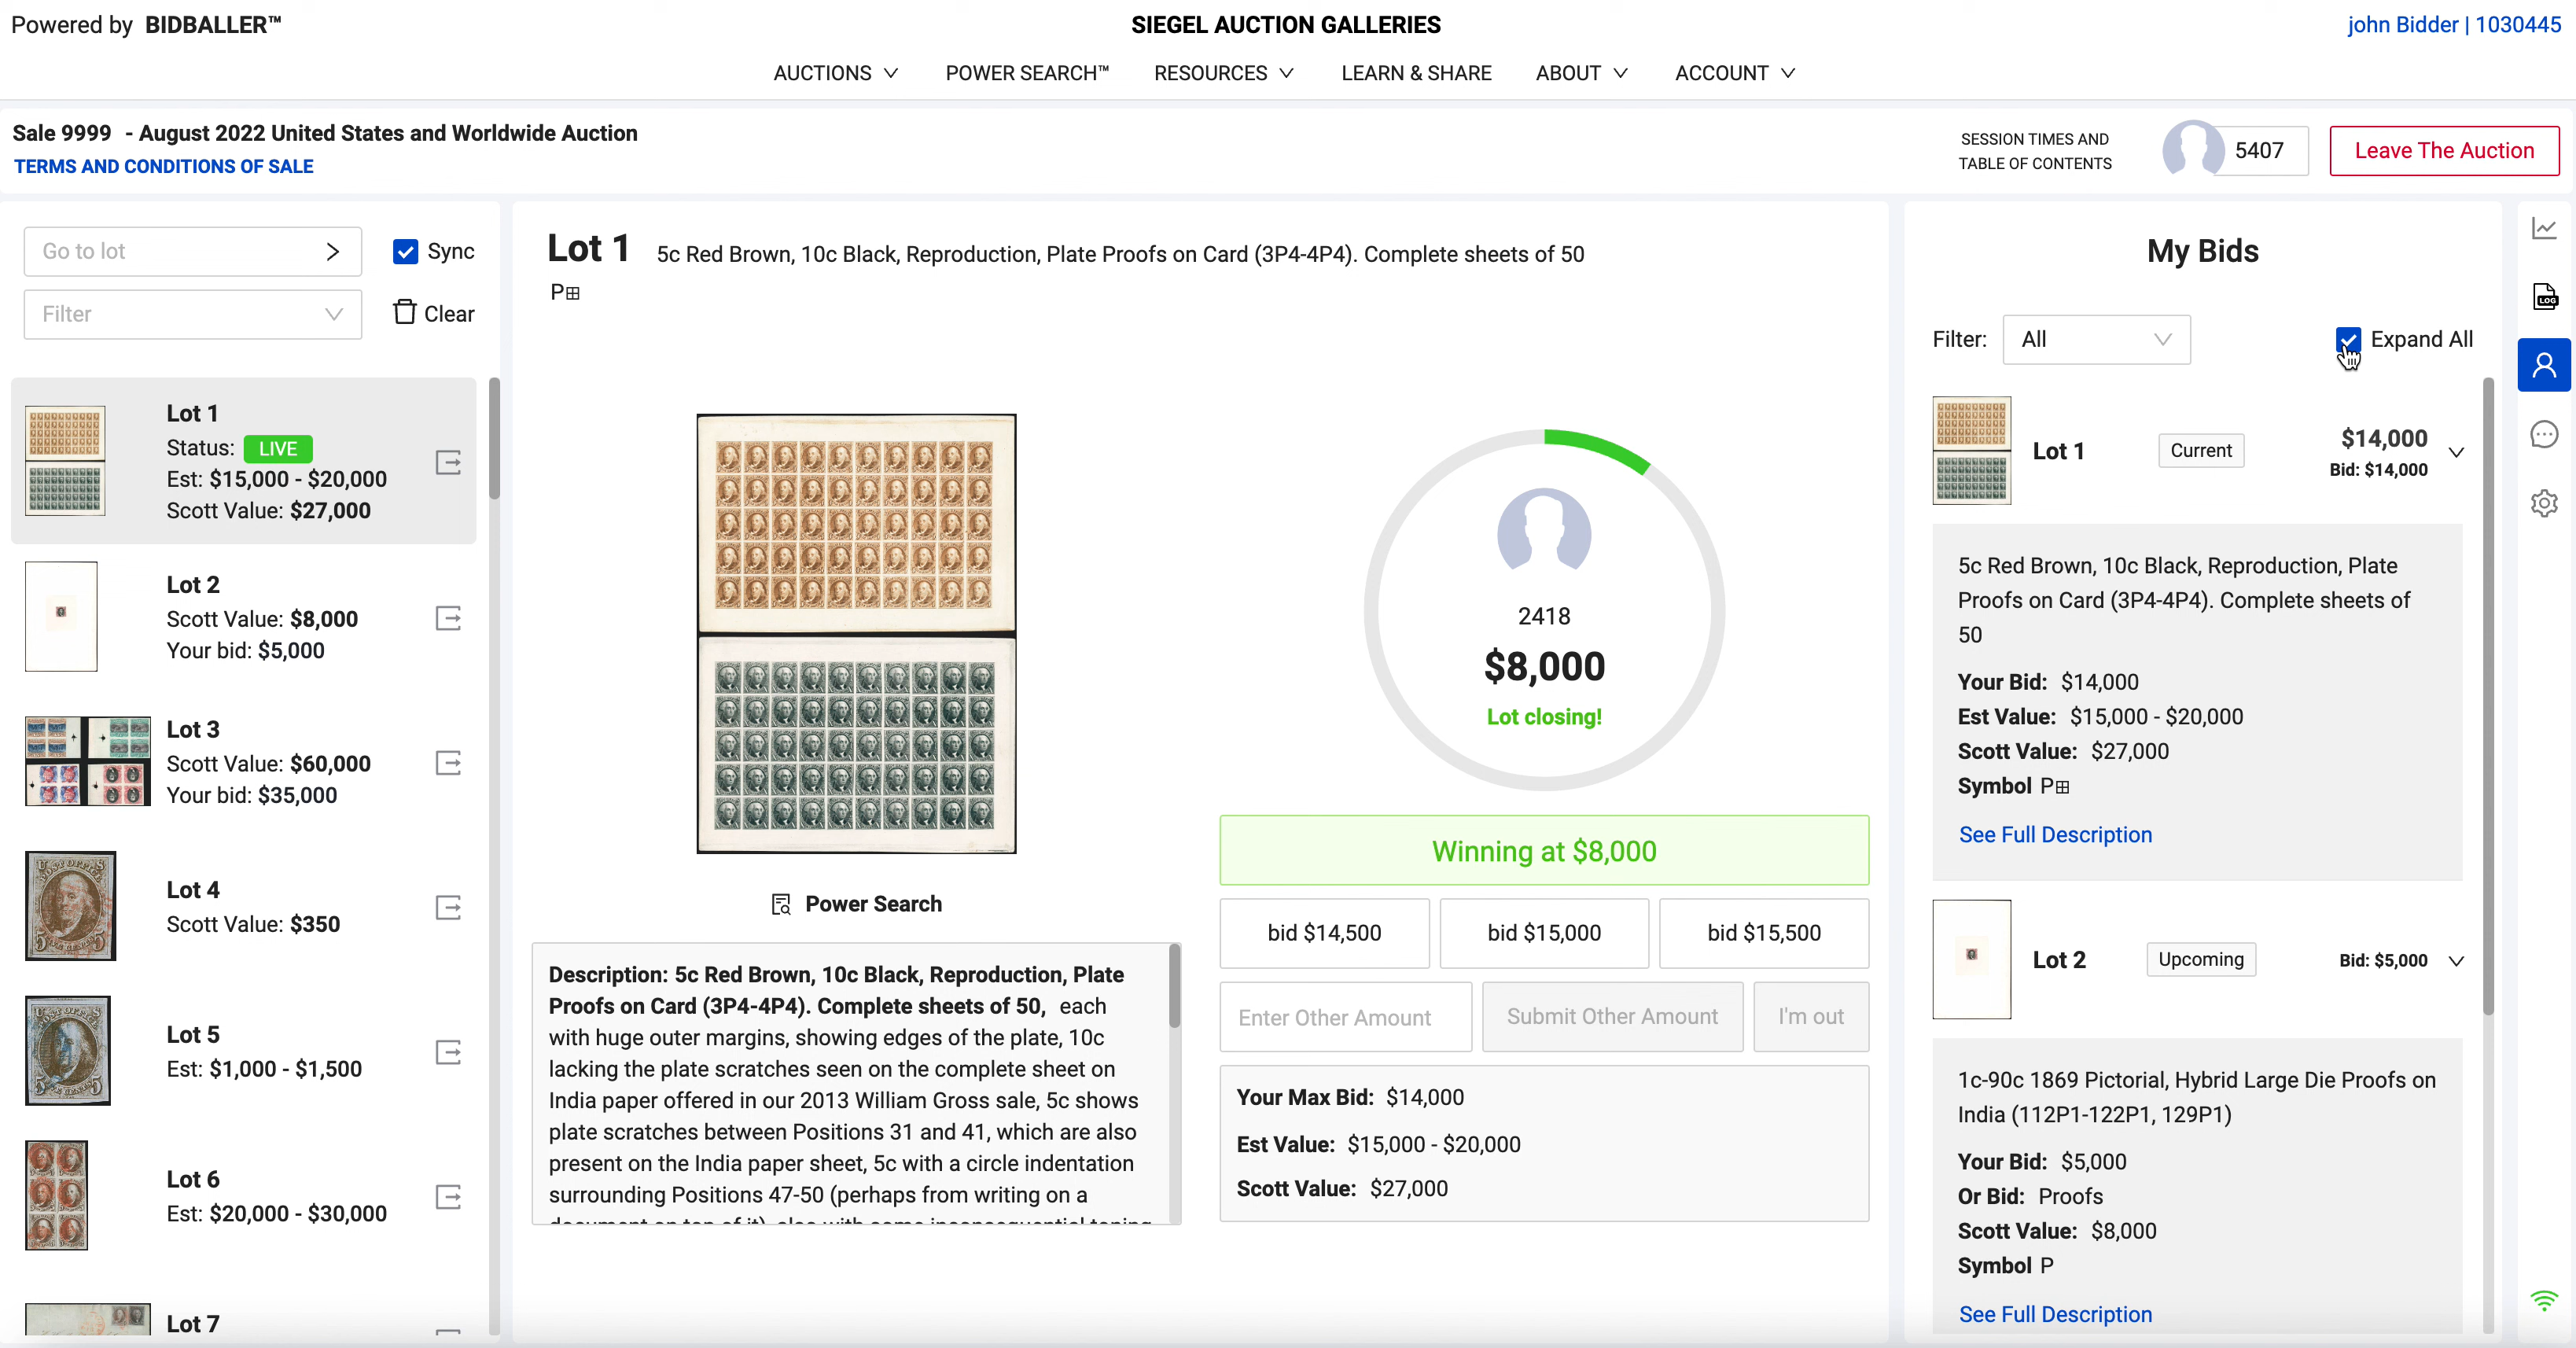 Powered by BIDBALLER™
SIEGEL AUCTION GALLERIES
john Bidder | 1030445
AUCTIONS
POWER SEARCH™
RESOURCES
LEARN & SHARE
ABOUT
ACCOUNT
Sale 9999 - August 2022 United States and Worldwide Auction
TERMS AND CONDITIONS OF SALE
SESSION TIMES AND
TABLE OF CONTENTS
5407
Leave The Auction
Go to lot
Sync
Filter
Clear
Lot 1
Status: LIVE
Est: $15,000 - $20,000
Scott Value: $27,000
Lot 2
Scott Value: $8,000
Your bid: $5,000
Lot 3
Scott Value: $60,000
Your bid: $35,000
Lot 4
Scott Value: $350
Lot 5
Est: $1,000 - $1,500
Lot 6
Est: $20,000 - $30,000
Lot 7
Lot 1 5c Red Brown, 10c Black, Reproduction, Plate Proofs on Card (3P4-4P4). Complete sheets of 50
P⊞
Power Search
Description: 5c Red Brown, 10c Black, Reproduction, Plate
Proofs on Card (3P4-4P4). Complete sheets of 50, each
with huge outer margins, showing edges of the plate, 10c
lacking the plate scratches seen on the complete sheet on
India paper offered in our 2013 William Gross sale, 5c shows
plate scratches between Positions 31 and 41, which are also
present on the India paper sheet, 5c with a circle indentation
surrounding Positions 47-50 (perhaps from writing on a
2418
$8,000
Lot closing!
Winning at $8,000
bid $14,500
bid $15,000
bid $15,500
Enter Other Amount
Submit Other Amount
I'm out
Your Max Bid: $14,000
Est Value: $15,000 - $20,000
Scott Value: $27,000
My Bids
Filter: All
Expand All
Lot 1
Current
$14,000
Bid: $14,000
5c Red Brown, 10c Black, Reproduction, Plate
Proofs on Card (3P4-4P4). Complete sheets of
50
Your Bid: $14,000
Est Value: $15,000 - $20,000
Scott Value: $27,000
Symbol P⊞
See Full Description
Lot 2
Upcoming
Bid: $5,000
1c-90c 1869 Pictorial, Hybrid Large Die Proofs on
India (112P1-122P1, 129P1)
Your Bid: $5,000
Or Bid: Proofs
Scott Value: $8,000
Symbol P
See Full Description
LOG